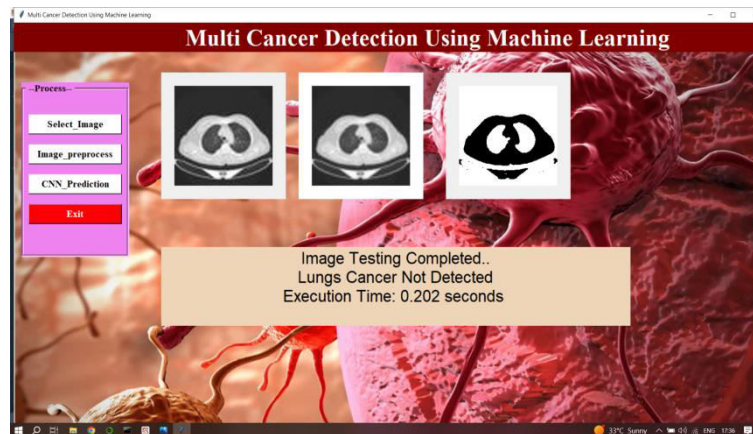 Multi Cancer Detection Using Machine Learning
Multi Cancer Detection Using Machine Learning
--Process--
Select_Image
Image_preprocess
CNN_Prediction
Exit
Image Testing Completed..
Lungs Cancer Not Detected
Execution Time: 0.202 seconds
33°C Sunny
ENG
17:36